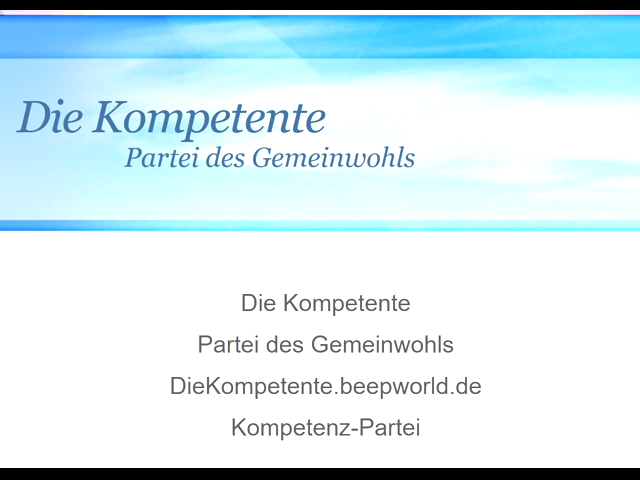 Die Kompetente
Partei des Gemeinwohls
Die Kompetente
Partei des Gemeinwohls
DieKompetente.beepworld.de
Kompetenz-Partei